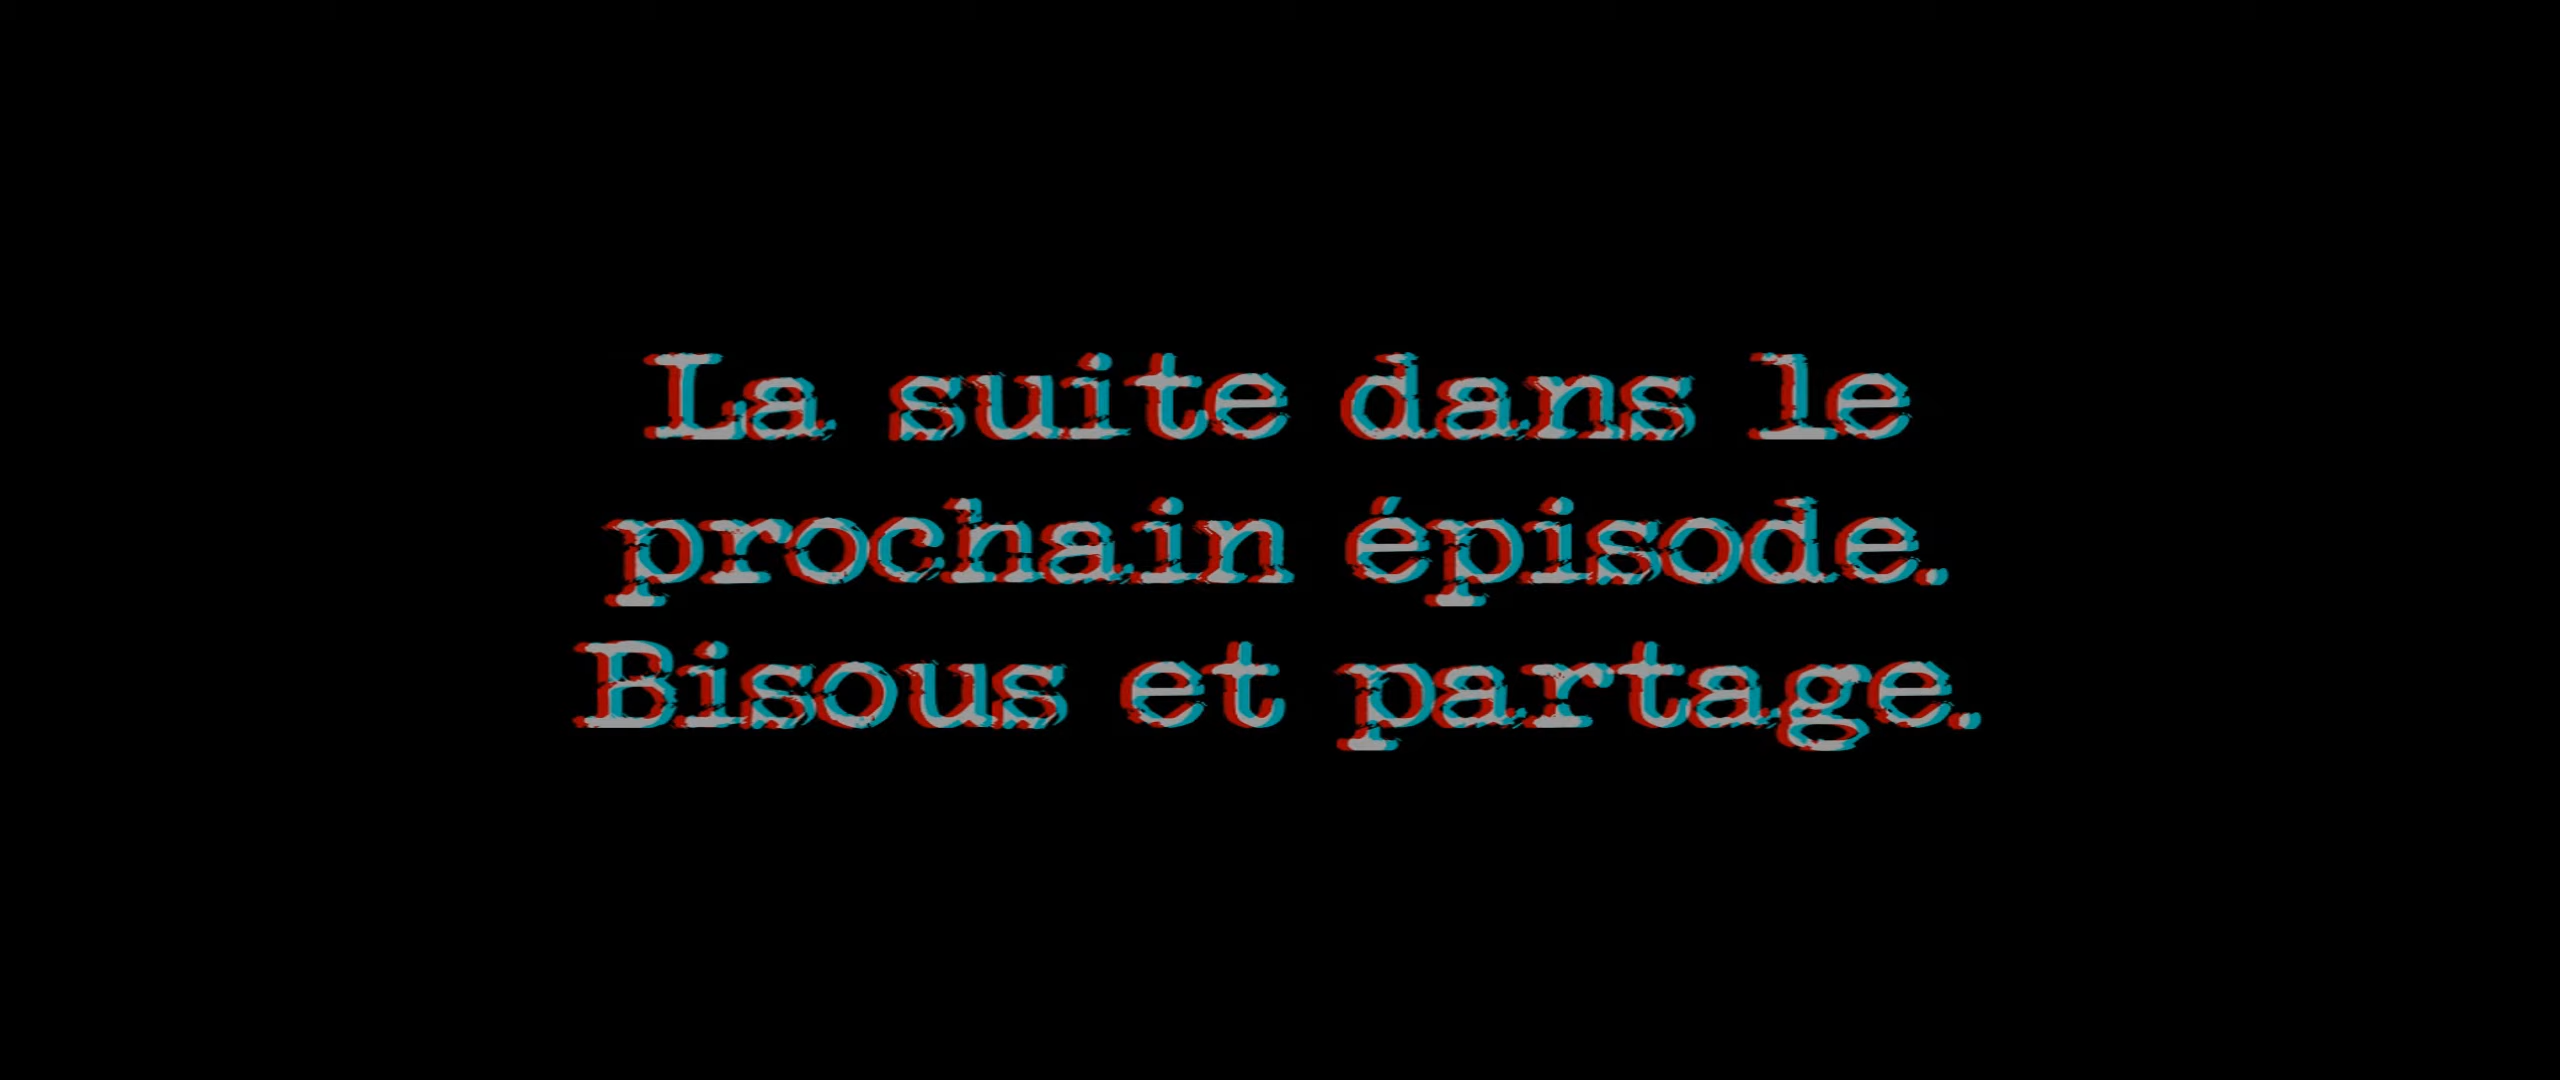 La suite dans le
prochain épisode.
Bisous et partage.